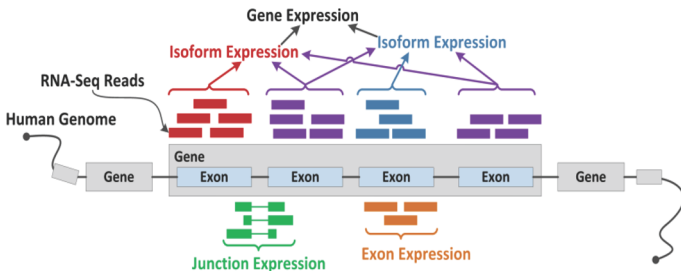 Gene Expression
Isoform Expression
Isoform Expression
RNA-Seq Reads
Human Genome
Gene
Gene
Exon
Exon
Exon
Exon
Gene
Junction Expression
Exon Expression